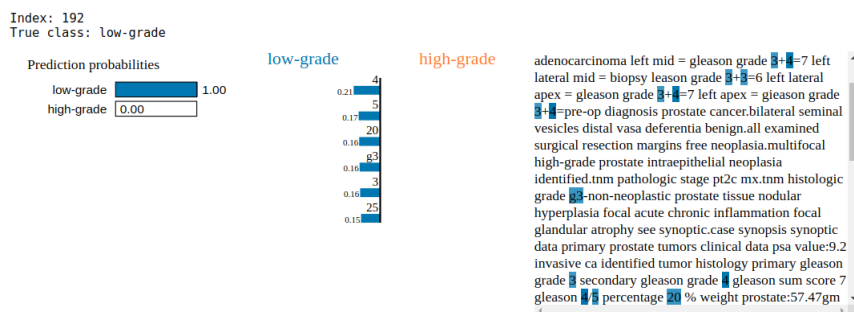 Index: 192
True class: low-grade
Prediction probabilities
low-grade 1.00
high-grade 0.00
low-grade
high-grade
4
0.21
5
0.17
20
0.16
g3
0.16
3
0.16
25
0.15
adenocarcinoma left mid = gleason grade 3+4=7 left
lateral mid = biopsy leason grade 3+3=6 left lateral
apex = gleason grade 3+4=7 left apex = gieason grade
3+4=pre-op diagnosis prostate cancer.bilateral seminal
vesicles distal vasa deferentia benign.all examined
surgical resection margins free neoplasia.multifocal
high-grade prostate intraepithelial neoplasia
identified.tnm pathologic stage pt2c mx.tnm histologic
grade g3-non-neoplastic prostate tissue nodular
hyperplasia focal acute chronic inflammation focal
glandular atrophy see synoptic.case synopsis synoptic
data primary prostate tumors clinical data psa value:9.2
invasive ca identified tumor histology primary gleason
grade 3 secondary gleason grade 4 gleason sum score 7
gleason 4/5 percentage 20 % weight prostate:57.47gm